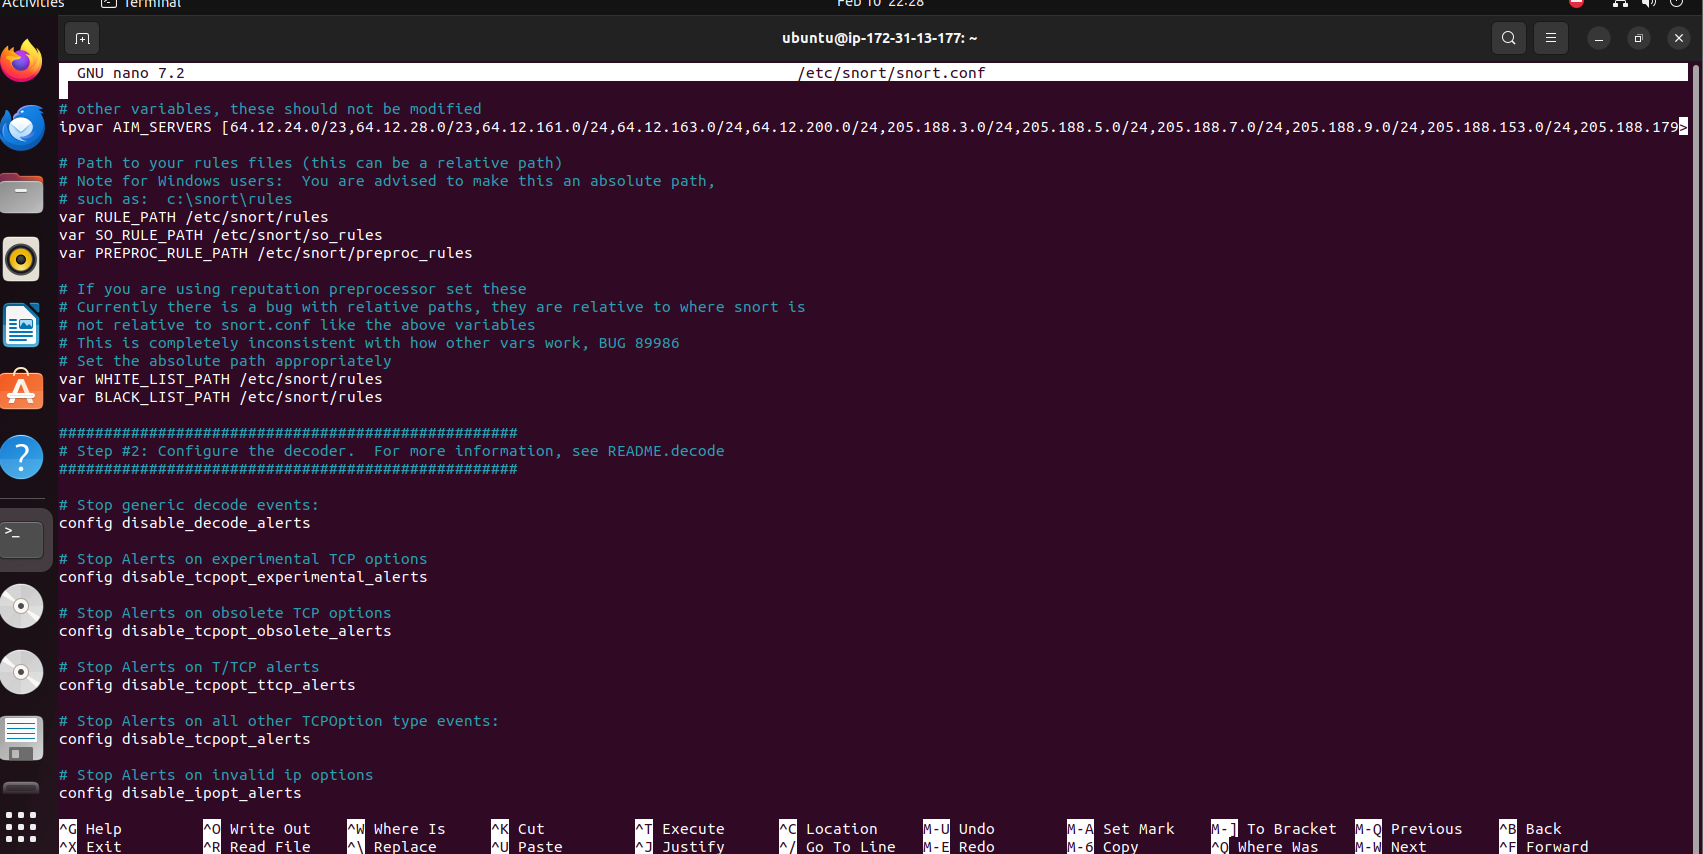 Activities Terminal Feb 10 22:28
ubuntu@ip-172-31-13-177: ~
GNU nano 7.2 /etc/snort/snort.conf
# other variables, these should not be modified
ipvar AIM_SERVERS [64.12.24.0/23,64.12.28.0/23,64.12.161.0/24,64.12.163.0/24,64.12.200.0/24,205.188.3.0/24,205.188.5.0/24,205.188.7.0/24,205.188.9.0/24,205.188.153.0/24,205.188.179>
# Path to your rules files (this can be a relative path)
# Note for Windows users:  You are advised to make this an absolute path,
# such as:  c:\snort\rules
var RULE_PATH /etc/snort/rules
var SO_RULE_PATH /etc/snort/so_rules
var PREPROC_RULE_PATH /etc/snort/preproc_rules
# If you are using reputation preprocessor set these
# Currently there is a bug with relative paths, they are relative to where snort is
# not relative to snort.conf like the above variables
# This is completely inconsistent with how other vars work, BUG 89986
# Set the absolute path appropriately
var WHITE_LIST_PATH /etc/snort/rules
var BLACK_LIST_PATH /etc/snort/rules
###################################################
# Step #2: Configure the decoder.  For more information, see README.decode
###################################################
# Stop generic decode events:
config disable_decode_alerts
# Stop Alerts on experimental TCP options
config disable_tcpopt_experimental_alerts
# Stop Alerts on obsolete TCP options
config disable_tcpopt_obsolete_alerts
# Stop Alerts on T/TCP alerts
config disable_tcpopt_ttcp_alerts
# Stop Alerts on all other TCPOption type events:
config disable_tcpopt_alerts
# Stop Alerts on invalid ip options
config disable_ipopt_alerts
^G Help ^O Write Out ^W Where Is ^K Cut ^T Execute ^C Location M-U Undo M-A Set Mark M-] To Bracket M-Q Previous ^B Back
^X Exit ^R Read File ^\ Replace ^U Paste ^J Justify ^/ Go To Line M-E Redo M-6 Copy ^Q Where Was M-W Next ^F Forward